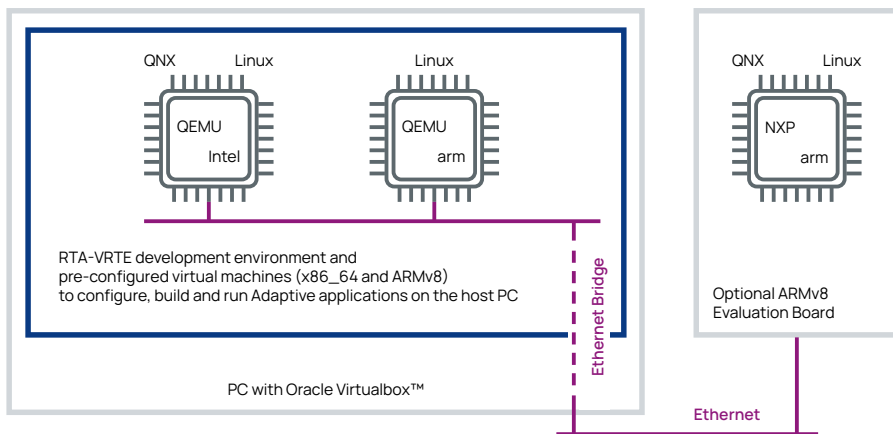 QNX
Linux
Linux
QNX
Linux
QEMU
Intel
QEMU
arm
NXP
arm
RTA-VRTE development environment and
pre-configured virtual machines (x86_64 and ARMv8)
to configure, build and run Adaptive applications on the host PC
Ethernet Bridge
Optional ARMv8
Evaluation Board
PC with Oracle Virtualbox™
Ethernet